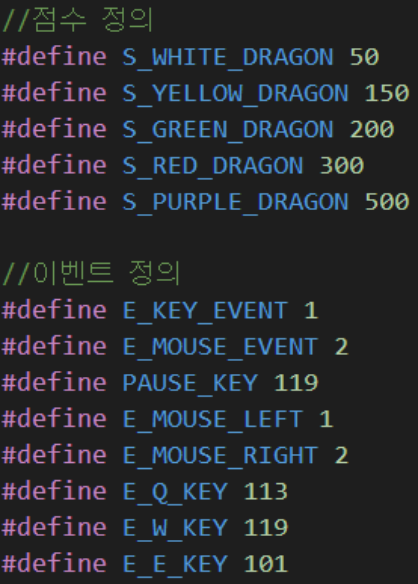 //점수 정의
#define S_WHITE_DRAGON 50
#define S_YELLOW_DRAGON 150
#define S_GREEN_DRAGON 200
#define S_RED_DRAGON 300
#define S_PURPLE_DRAGON 500
//이벤트 정의
#define E_KEY_EVENT 1
#define E_MOUSE_EVENT 2
#define PAUSE_KEY 119
#define E_MOUSE_LEFT 1
#define E_MOUSE_RIGHT 2
#define E_Q_KEY 113
#define E_W_KEY 119
#define E_E_KEY 101